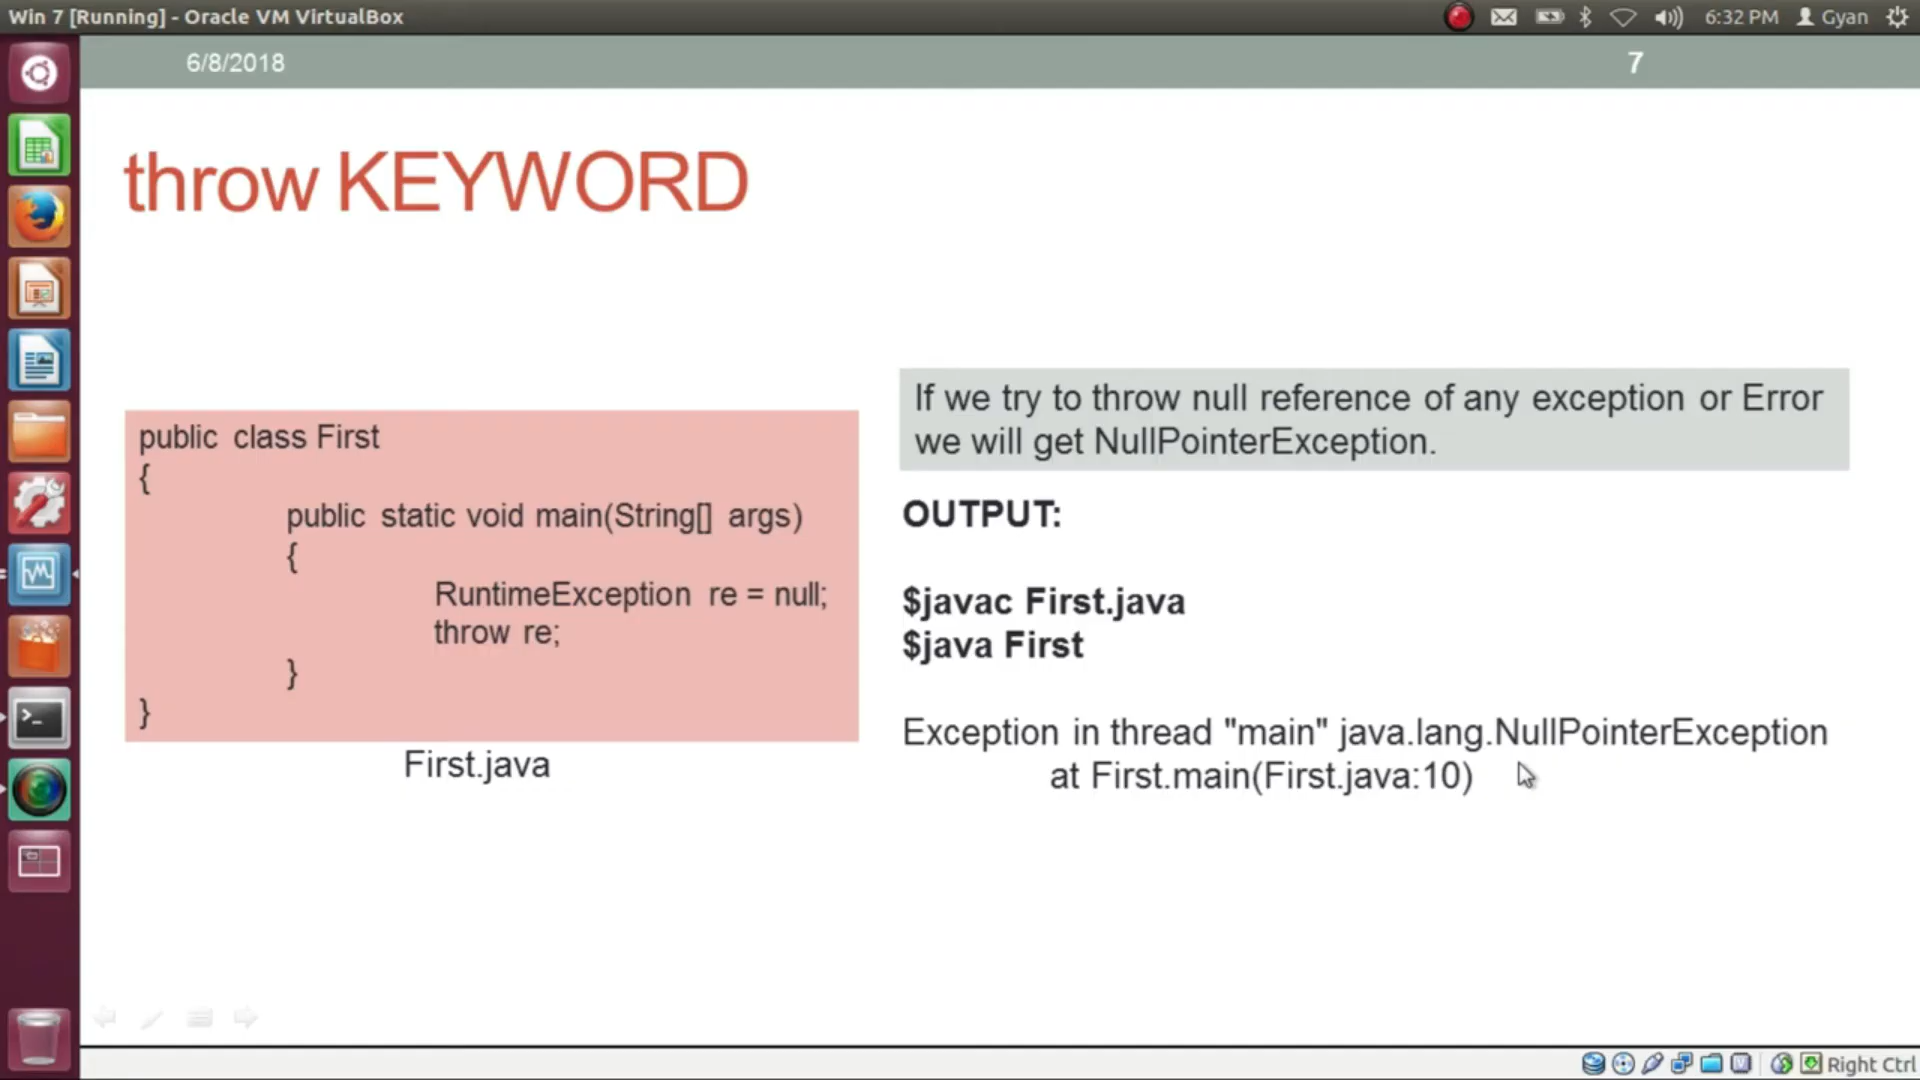 Win 7 [Running] - Oracle VM VirtualBox
6:32 PM Gyan
6/8/2018
7
throw KEYWORD
public class First
{
public static void main(String[] args)
{
RuntimeException re = null;
throw re;
}
}
First.java
If we try to throw null reference of any exception or Error
we will get NullPointerException.
OUTPUT:
$javac First.java
$java First
Exception in thread "main" java.lang.NullPointerException
at First.main(First.java:10)
Right Ctrl